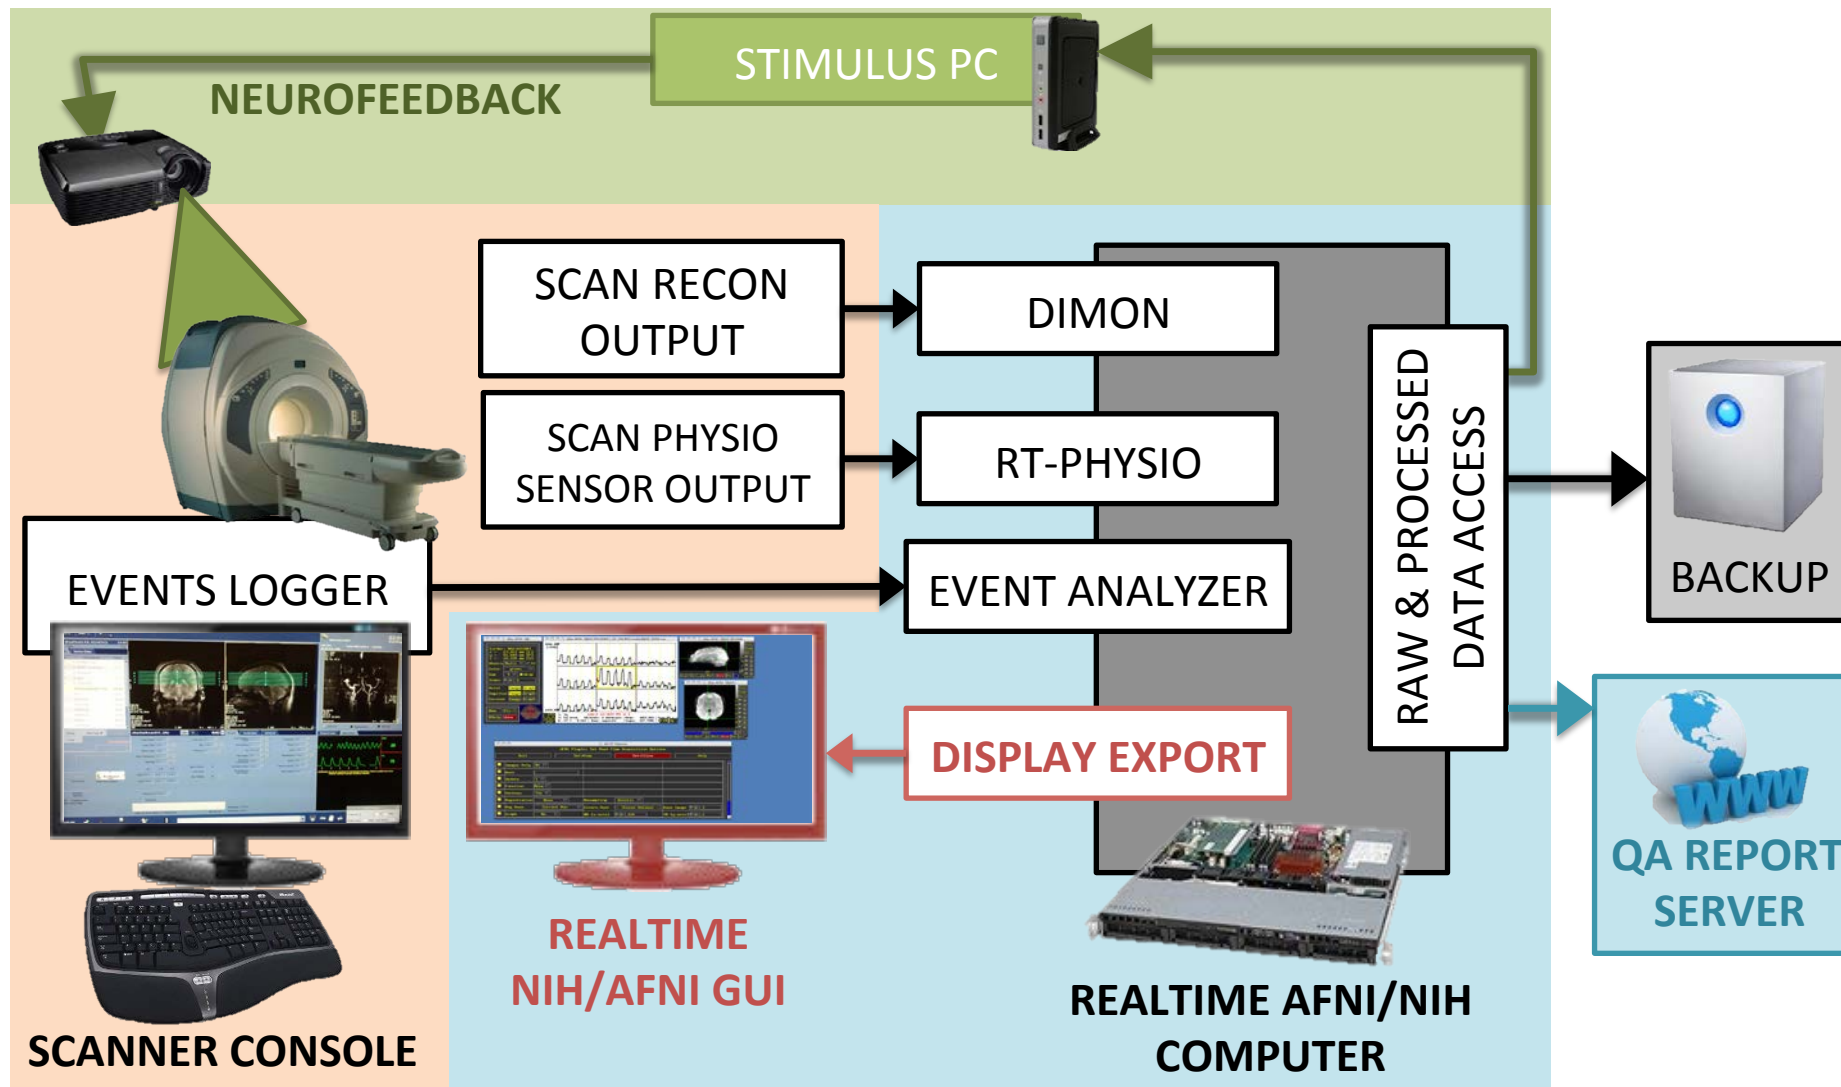 STIMULUS PC
NEUROFEEDBACK
SCAN RECON
OUTPUT
DIMON
SCAN PHYSIO
SENSOR OUTPUT
RT-PHYSIO
RAW & PROCESSED
DATA ACCESS
BACKUP
EVENTS LOGGER
EVENT ANALYZER
DISPLAY EXPORT
WWW
QA REPORT
SERVER
REALTIME
NIH/AFNI GUI
REALTIME AFNI/NIH
COMPUTER
SCANNER CONSOLE